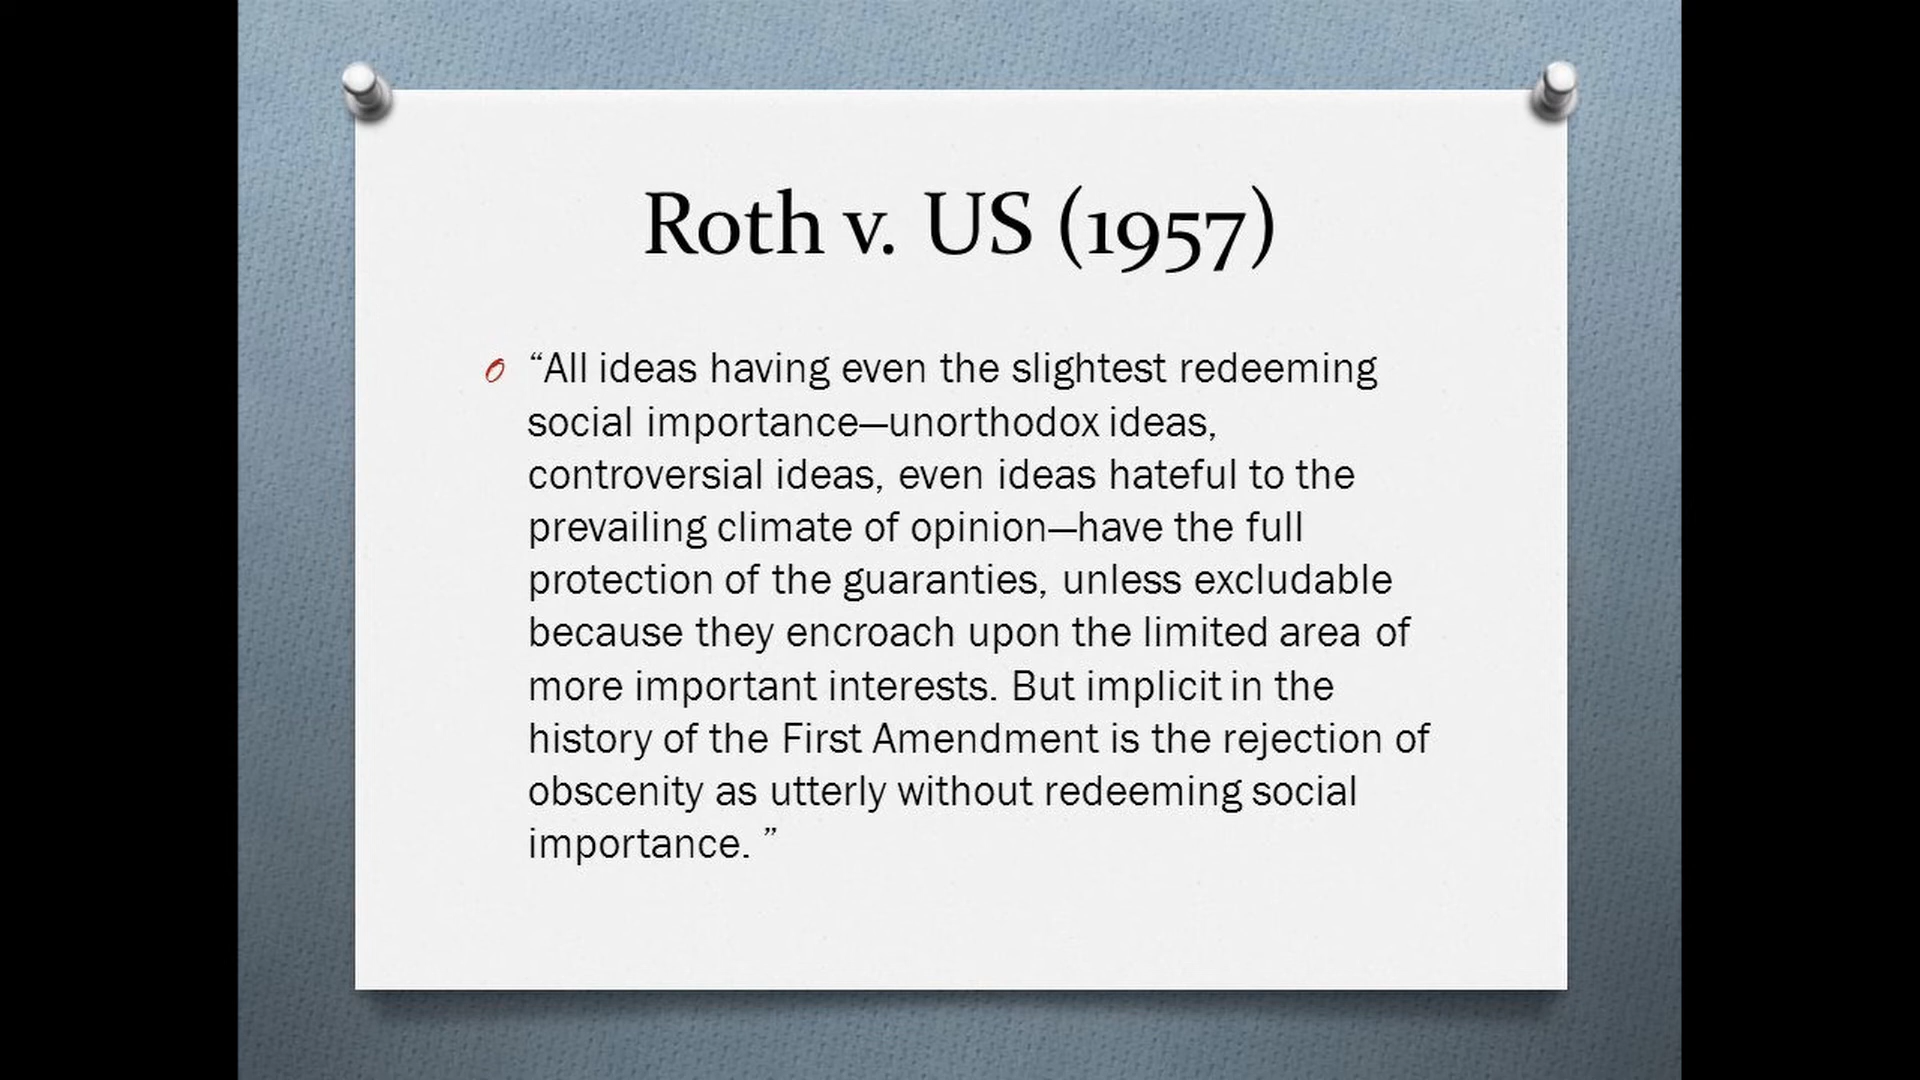 Roth v. US (1957)
“All ideas having even the slightest redeeming
social importance—unorthodox ideas,
controversial ideas, even ideas hateful to the
prevailing climate of opinion—have the full
protection of the guaranties, unless excludable
because they encroach upon the limited area of
more important interests. But implicit in the
history of the First Amendment is the rejection of
obscenity as utterly without redeeming social
importance. ”